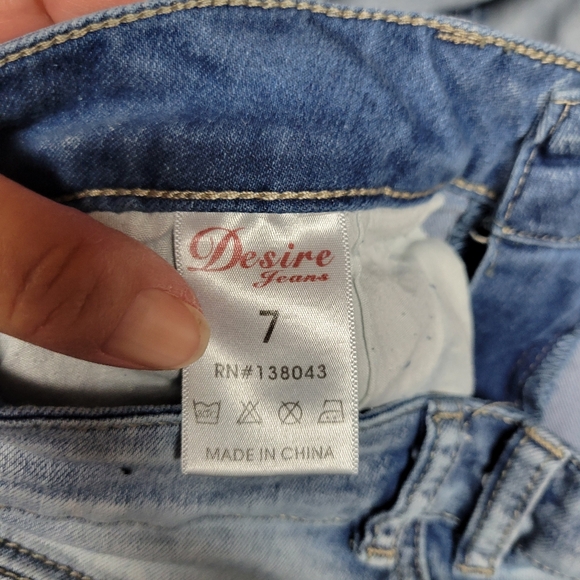 Desire
Jeans
7
RN#138043
MADE IN CHINA